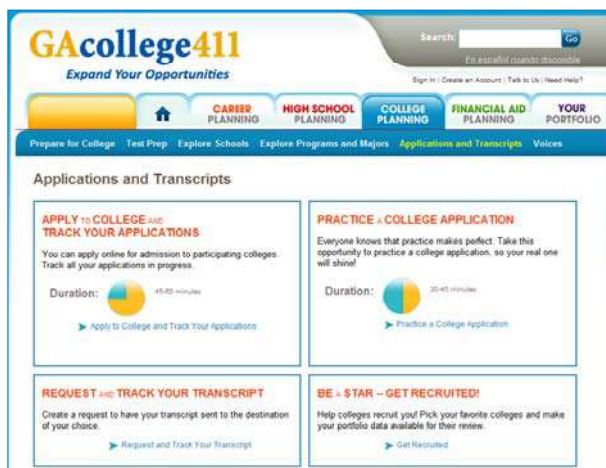 GAcollege411
Expand Your Opportunities
Search:
Go
En español cuando disponible
Sign In | Create an Account | Talk to Us | Need Help?
CAREER PLANNING
HIGH SCHOOL PLANNING
COLLEGE PLANNING
FINANCIAL AID PLANNING
YOUR PORTFOLIO
Prepare for College Test Prep Explore Schools Explore Programs and Majors Applications and Transcripts Voices
Applications and Transcripts
APPLY TO COLLEGE AND
TRACK YOUR APPLICATIONS
You can apply online for admission to participating colleges.
Track all your applications in progress.
Duration: 45-60 minutes
Apply to College and Track Your Applications
PRACTICE A COLLEGE APPLICATION
Everyone knows that practice makes perfect. Take this
opportunity to practice a college application, so your real one
will shine!
Duration: 30-45 minutes
Practice a College Application
REQUEST AND TRACK YOUR TRANSCRIPT
Create a request to have your transcript sent to the destination
of your choice.
Request and Track Your Transcript
BE A STAR – GET RECRUITED!
Help colleges recruit you! Pick your favorite colleges and make
your portfolio data available for their review.
Get Recruited